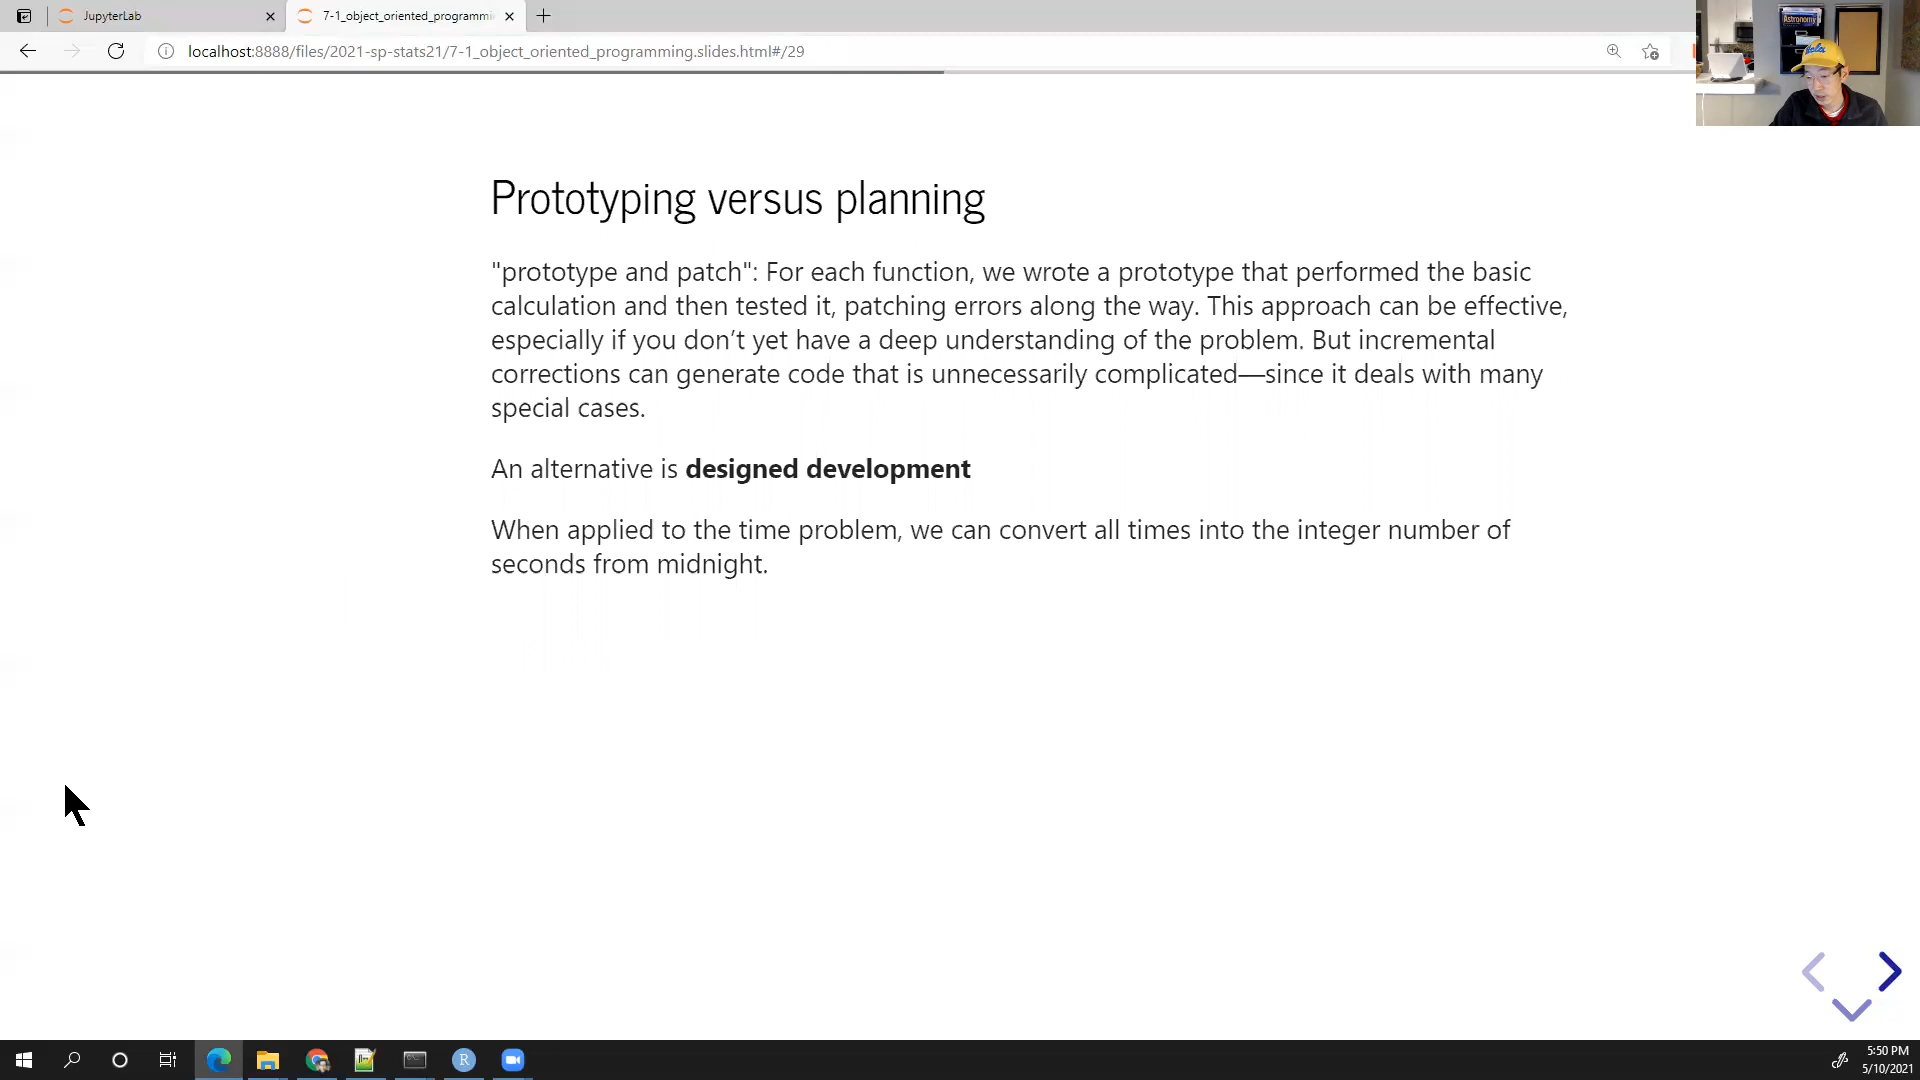 JupyterLab
7-1_object_oriented_programmi
localhost:8888/files/2021-sp-stats21/7-1_object_oriented_programming.slides.html#/29
Astronomy
Prototyping versus planning
"prototype and patch": For each function, we wrote a prototype that performed the basic
calculation and then tested it, patching errors along the way. This approach can be effective,
especially if you don’t yet have a deep understanding of the problem. But incremental
corrections can generate code that is unnecessarily complicated—since it deals with many
special cases.
An alternative is designed development
When applied to the time problem, we can convert all times into the integer number of
seconds from midnight.
R
5:50 PM
5/10/2021